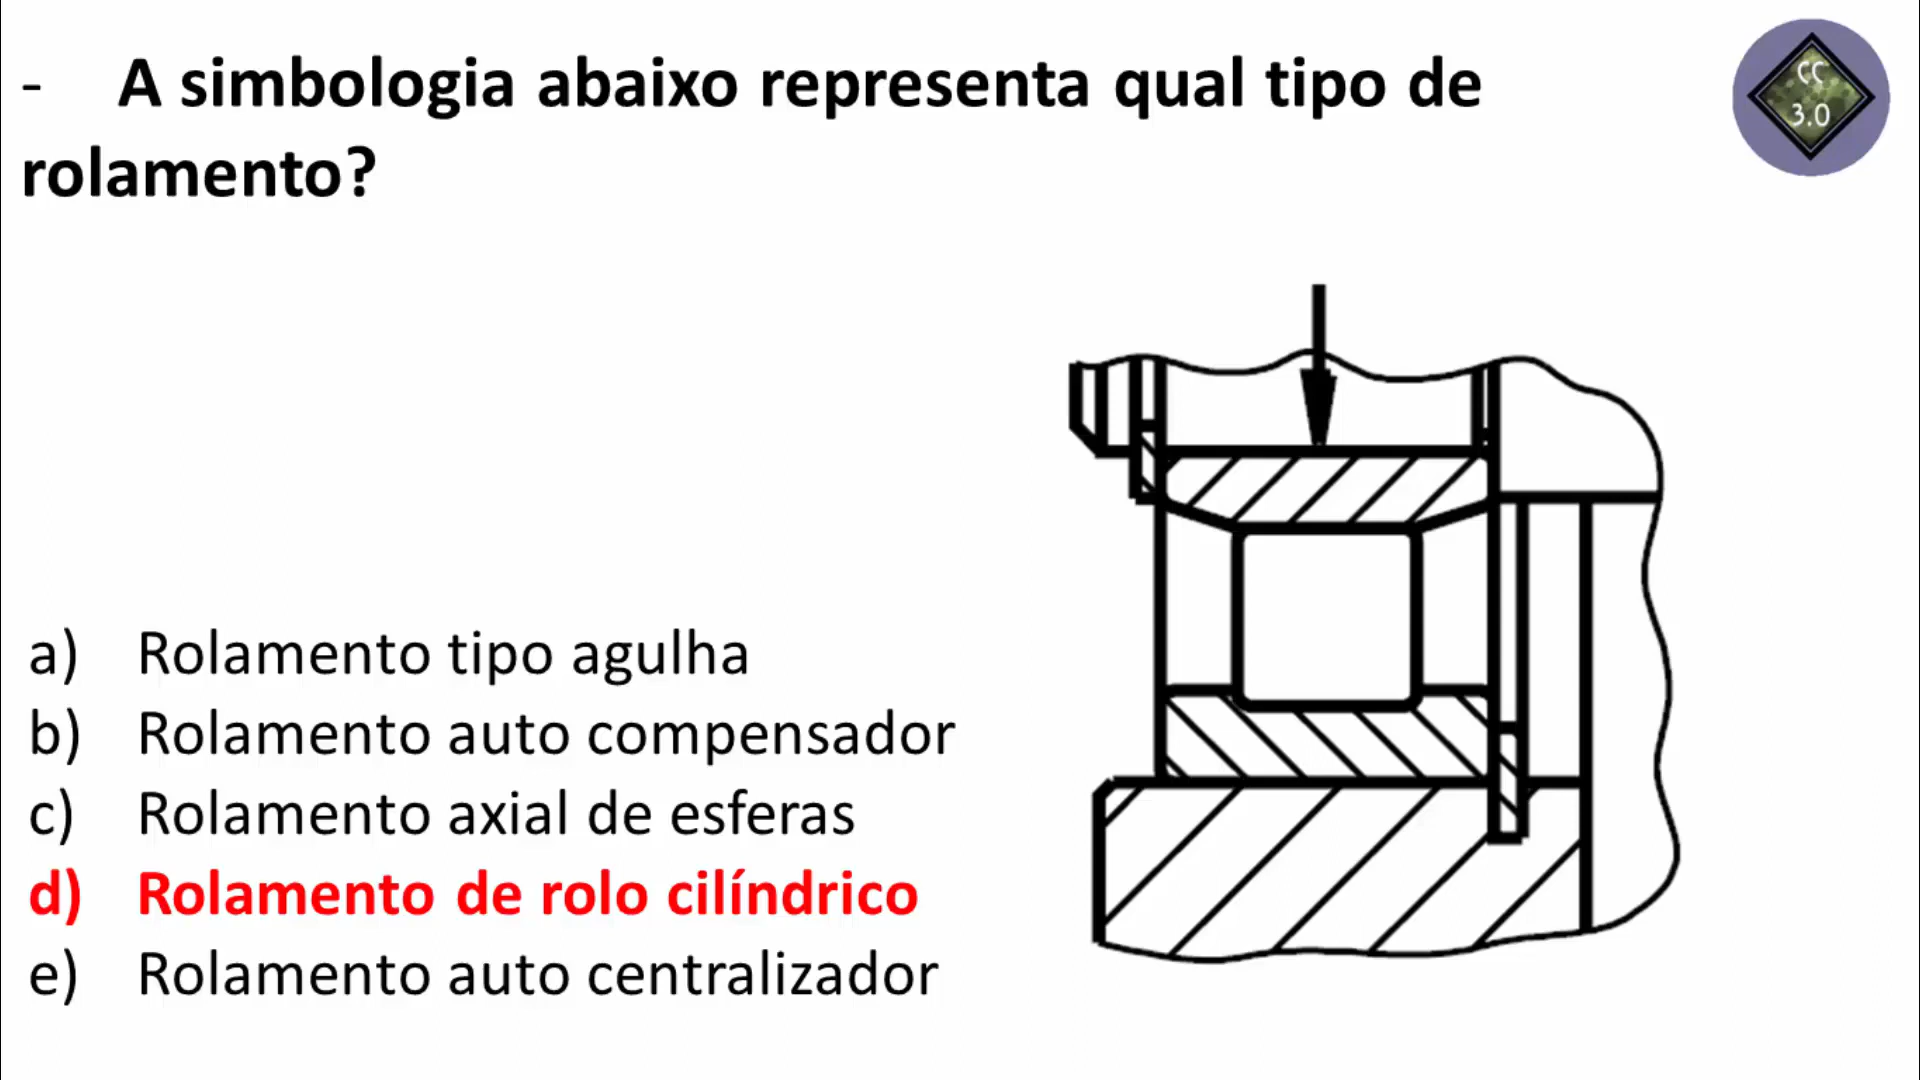 - A simbologia abaixo representa qual tipo de
rolamento?
CC
3.0
a) Rolamento tipo agulha
b) Rolamento auto compensador
c) Rolamento axial de esferas
d) Rolamento de rolo cilíndrico
e) Rolamento auto centralizador